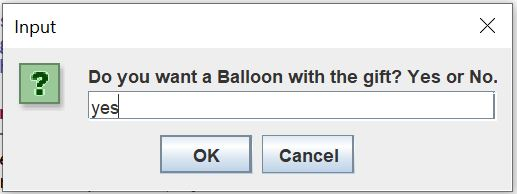 Input
Do you want a Balloon with the gift? Yes or No.
yes
OK
Cancel